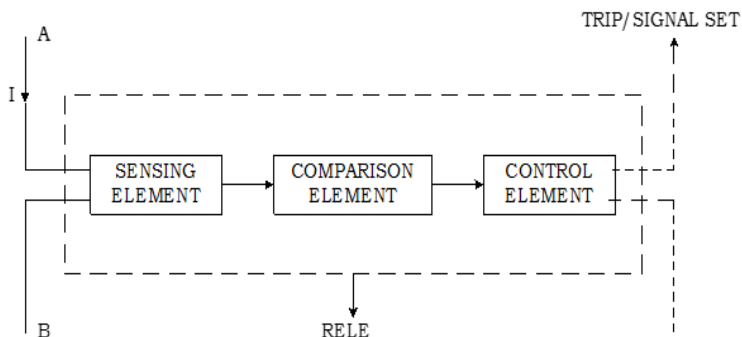 TRIP/SIGNAL SET
A
I
SENSING
ELEMENT
COMPARISON
ELEMENT
CONTROL
ELEMENT
B
RELE